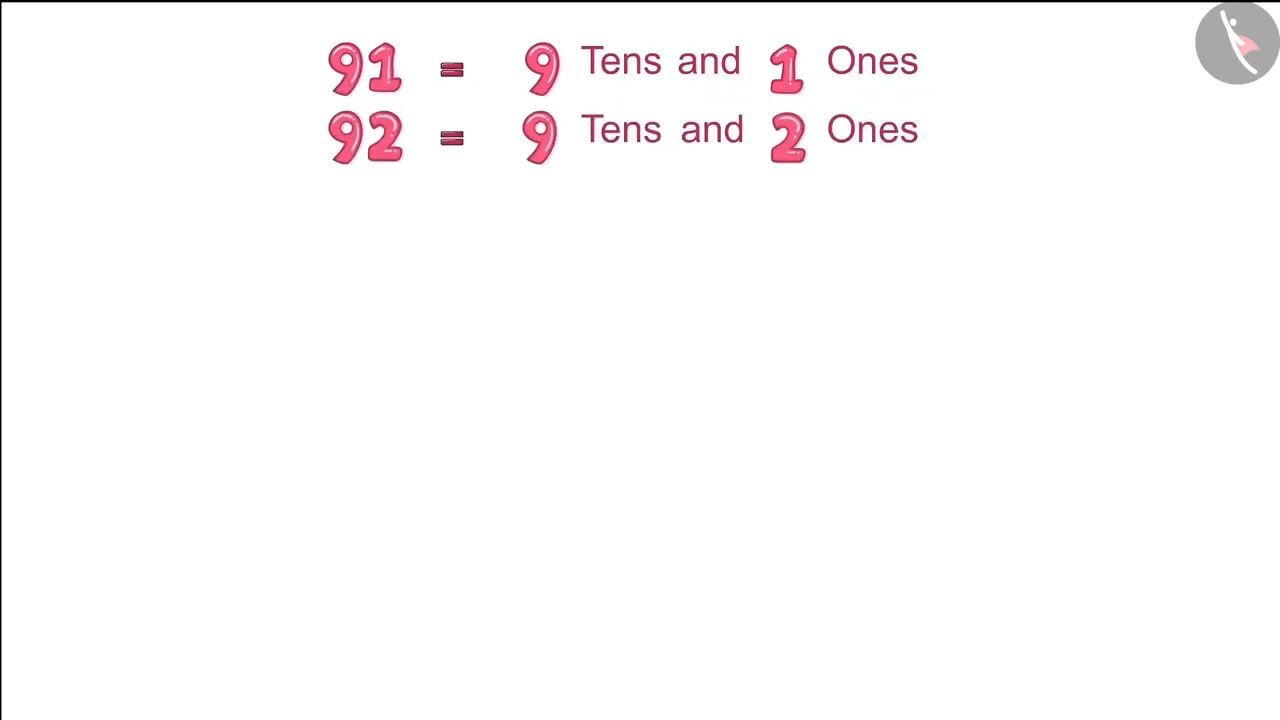 91 = 9 Tens and 1 Ones
92 = 9 Tens and 2 Ones